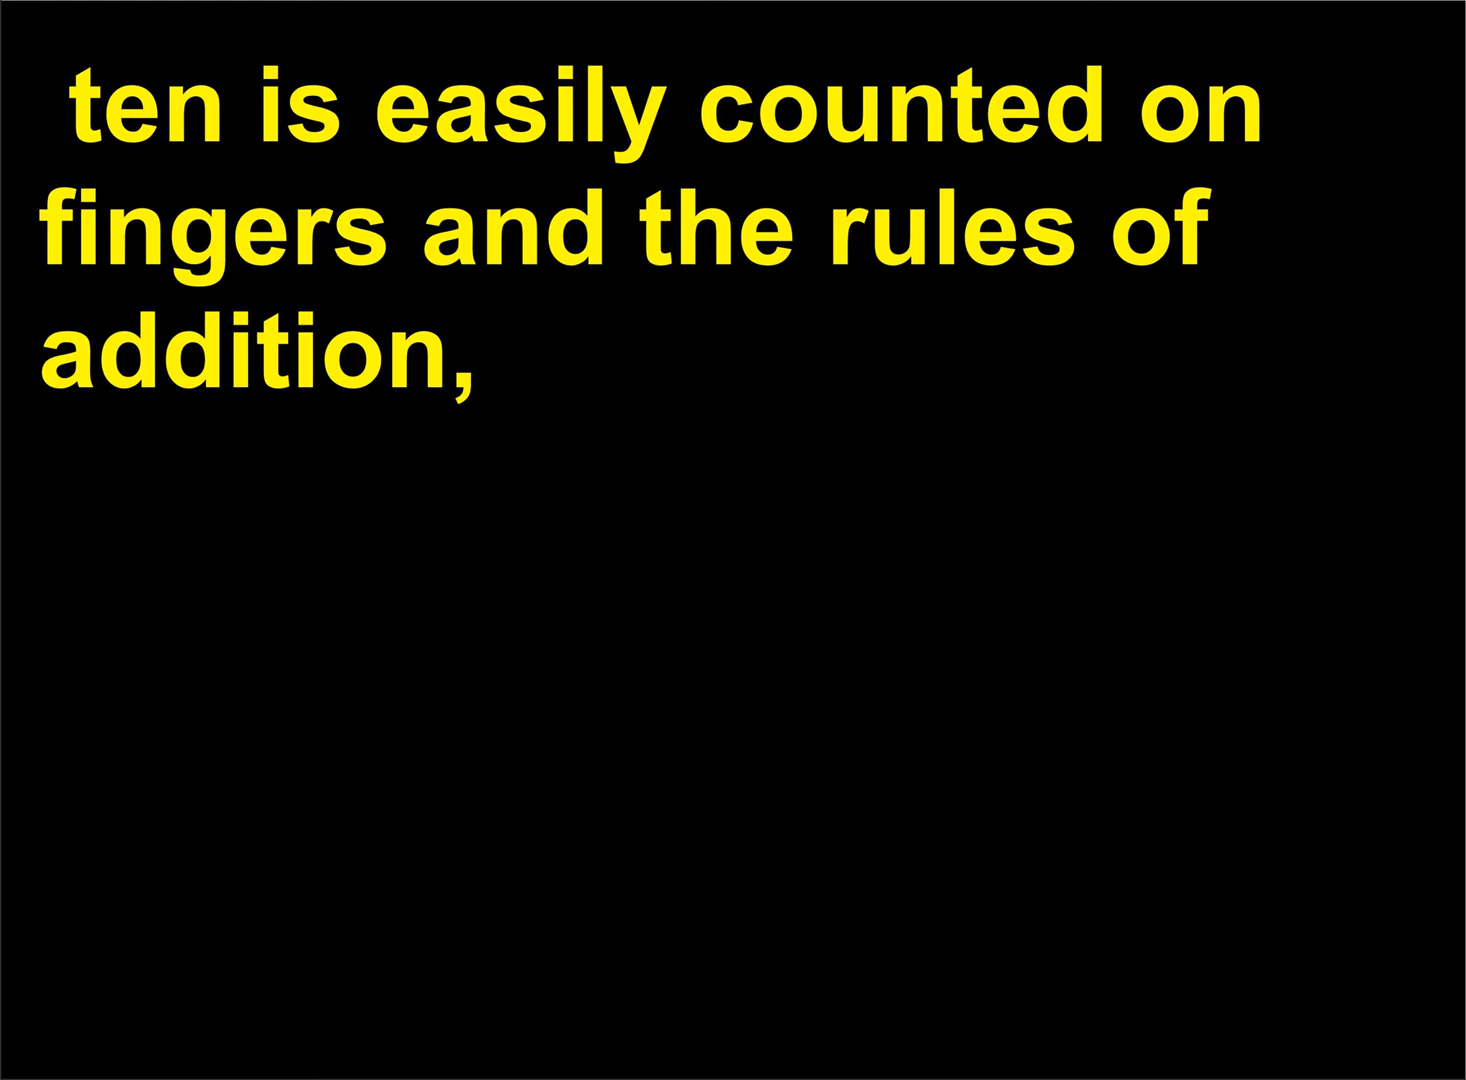 ten is easily counted on
fingers and the rules of
addition,